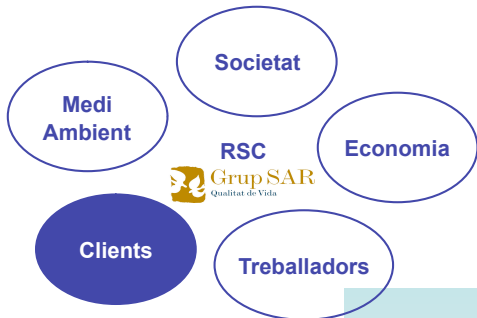 Societat
Medi
Ambient
RSC
Economia
Grup SAR
Qualitat de Vida
Clients
Treballadors